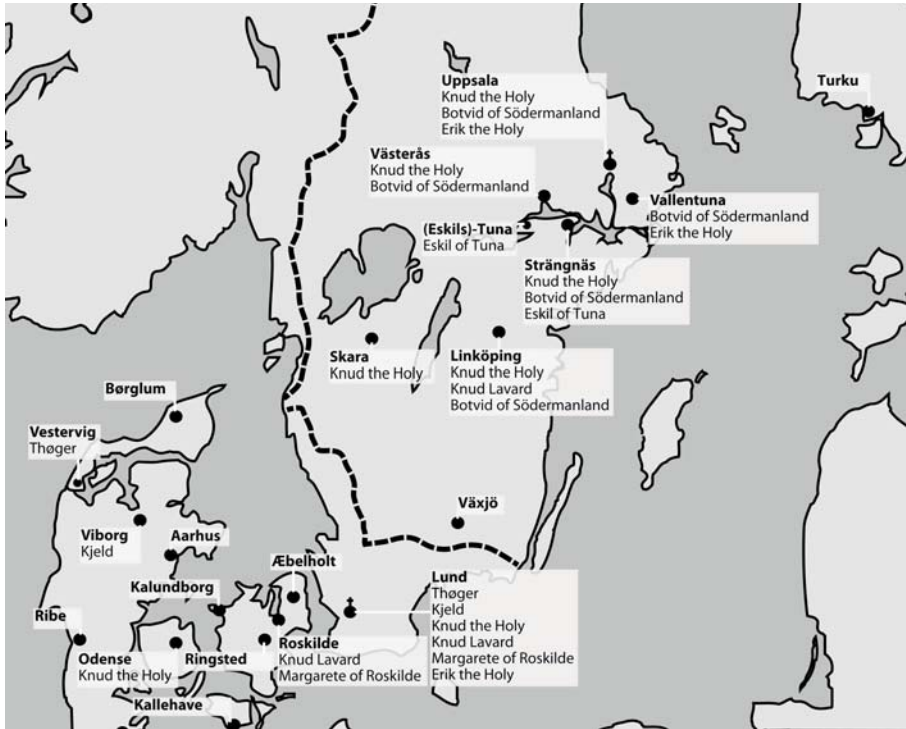 Uppsala
Knud the Holy
Botvid of Södermanland
Erik the Holy
Turku
Västerås
Knud the Holy
Botvid of Södermanland
Vallentuna
Botvid of Södermanland
Erik the Holy
(Eskils)-Tuna
Eskil of Tuna
Strängnäs
Knud the Holy
Botvid of Södermanland
Eskil of Tuna
Skara
Knud the Holy
Linköping
Knud the Holy
Knud Lavard
Botvid of Södermanland
Børglum
Vestervig
Thøger
Växjö
Viborg
Kjeld
Aarhus
Æbelholt
Kalundborg
Lund
Thøger
Kjeld
Knud the Holy
Knud Lavard
Margarete of Roskilde
Erik the Holy
Ribe
Odense
Knud the Holy
Ringsted
Roskilde
Knud Lavard
Margarete of Roskilde
Kallehave